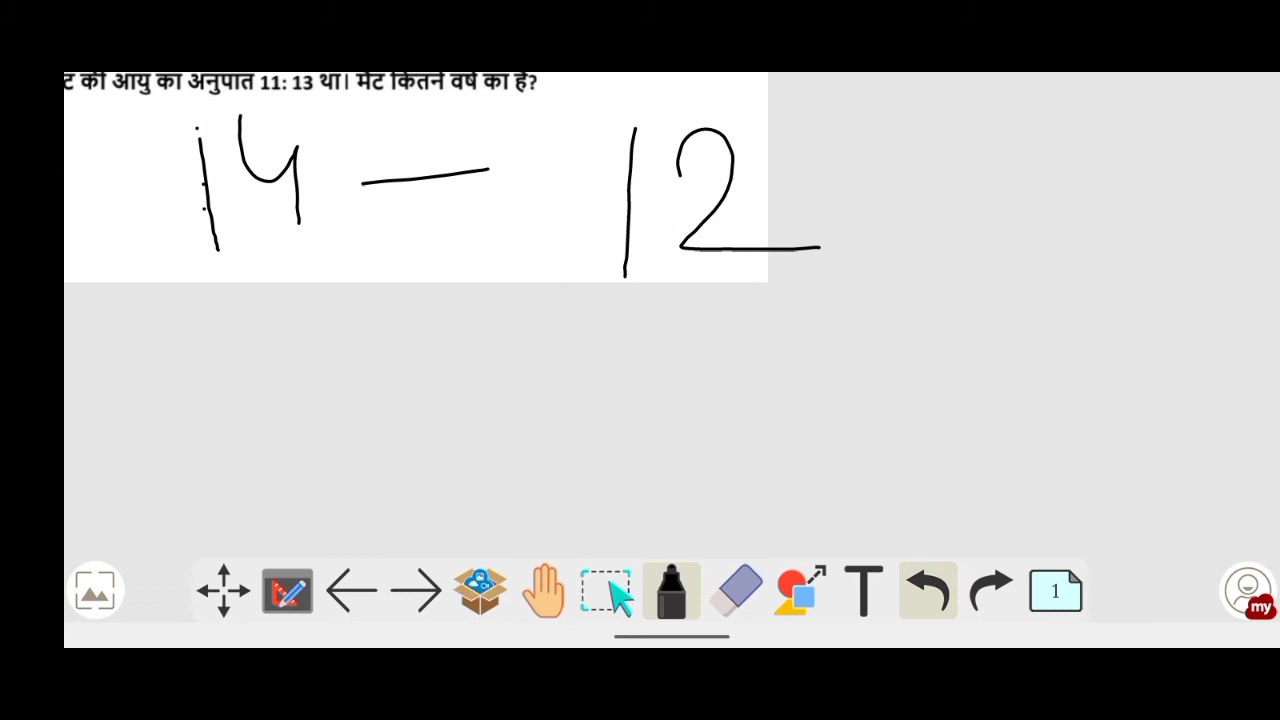 की आयु का अनुपात 11: 13 था। मेंट कितने वर्ष का है?
14 — 12
T
1
my